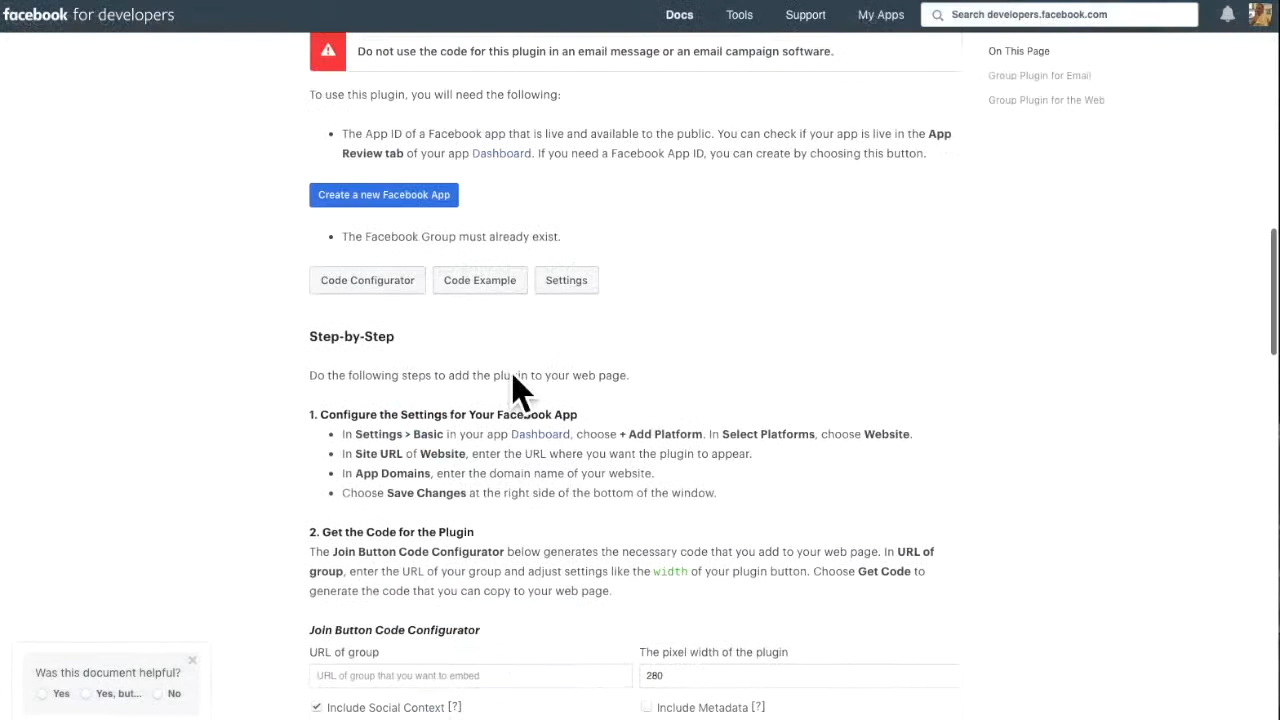 facebook for developers
Docs
Tools
Support
My Apps
Search developers.facebook.com
Do not use the code for this plugin in an email message or an email campaign software.
On This Page
Group Plugin for Email
Group Plugin for the Web
To use this plugin, you will need the following:
The App ID of a Facebook app that is live and available to the public. You can check if your app is live in the App
Review tab of your app Dashboard. If you need a Facebook App ID, you can create by choosing this button.
Create a new Facebook App
The Facebook Group must already exist.
Code Configurator
Code Example
Settings
Step-by-Step
Do the following steps to add the plugin to your web page.
1. Configure the Settings for Your Facebook App
In Settings > Basic in your app Dashboard, choose + Add Platform. In Select Platforms, choose Website.
In Site URL of Website, enter the URL where you want the plugin to appear.
In App Domains, enter the domain name of your website.
Choose Save Changes at the right side of the bottom of the window.
2. Get the Code for the Plugin
The Join Button Code Configurator below generates the necessary code that you add to your web page. In URL of
group, enter the URL of your group and adjust settings like the width of your plugin button. Choose Get Code to
generate the code that you can copy to your web page.
Join Button Code Configurator
URL of group
The pixel width of the plugin
URL of group that you want to embed
280
Include Social Context [?]
Include Metadata [?]
Was this document helpful?
Yes
Yes, but...
No